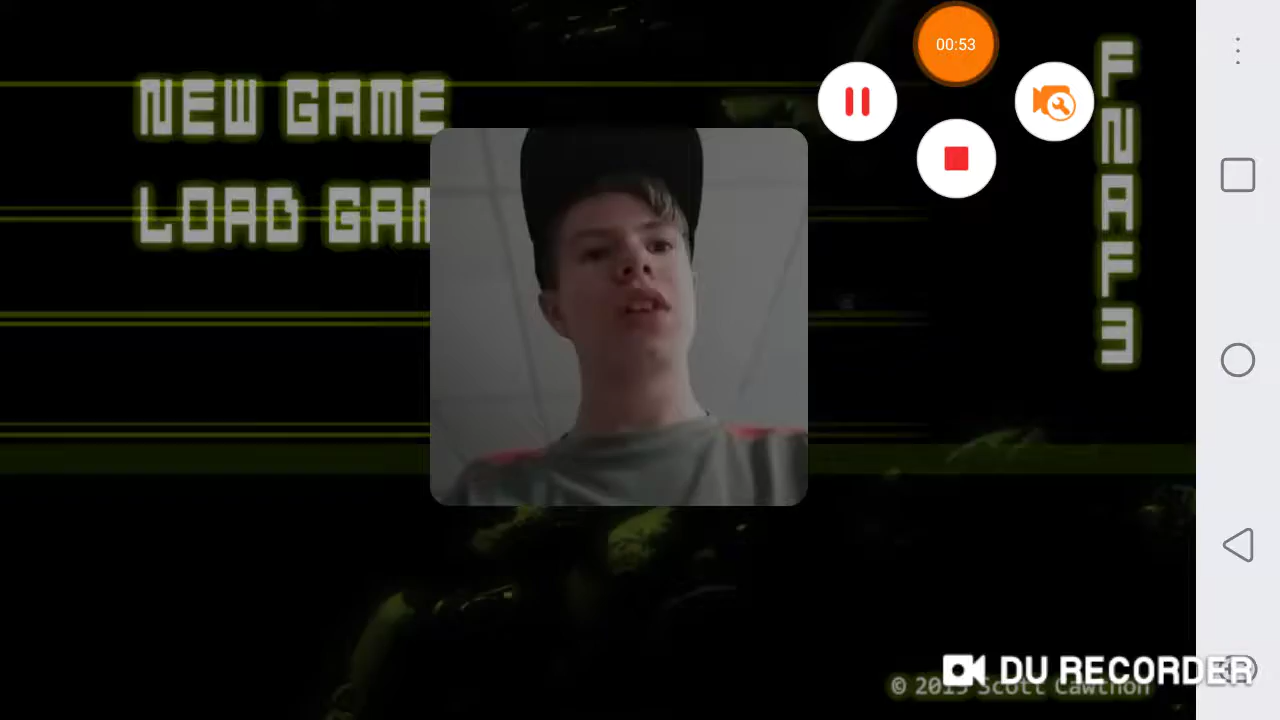 00:53
NEW GAME
LOAD GAM
FNAF3
DU RECORDER
© 2015 Scott Cawthon